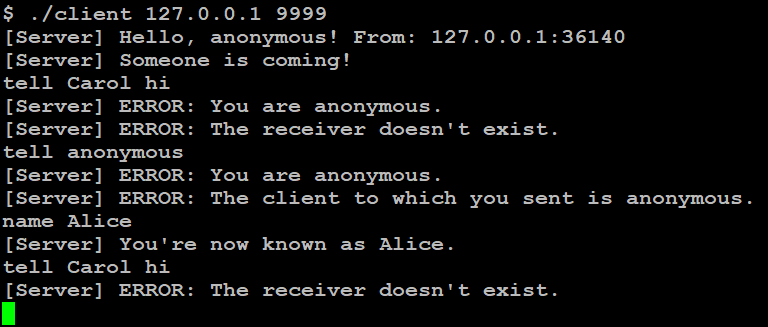 $ ./client 127.0.0.1 9999
[Server] Hello, anonymous! From: 127.0.0.1:36140
[Server] Someone is coming!
tell Carol hi
[Server] ERROR: You are anonymous.
[Server] ERROR: The receiver doesn't exist.
tell anonymous
[Server] ERROR: You are anonymous.
[Server] ERROR: The client to which you sent is anonymous.
name Alice
[Server] You're now known as Alice.
tell Carol hi
[Server] ERROR: The receiver doesn't exist.